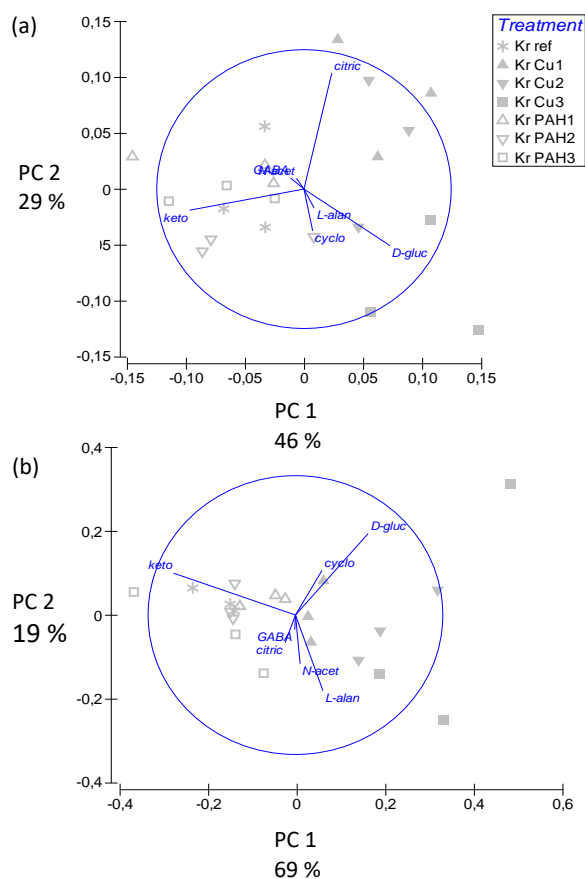 (a)
0,15
0,10
0,05
0
05
-0,10
-0,15
PC 2
29 %
citric
GABA
N-acet
keto
L-alan
cyclo
D-gluc
-0,15
-0,10
-0,05
0
0,05
0,10
0,15
PC 1
46 %
Treatment
Kr ref
Kr Cu1
Kr Cu2
Kr Cu3
Kr PAH1
Kr PAH2
Kr PAH3
(b)
0,4
0,2
0
-0,2
-0,4
PC 2
19 %
D-gluc
keto
cyclo
GABA
citric
N-acet
L-alan
-0,4
-0,2
0
0,2
0,4
0,6
PC 1
69 %